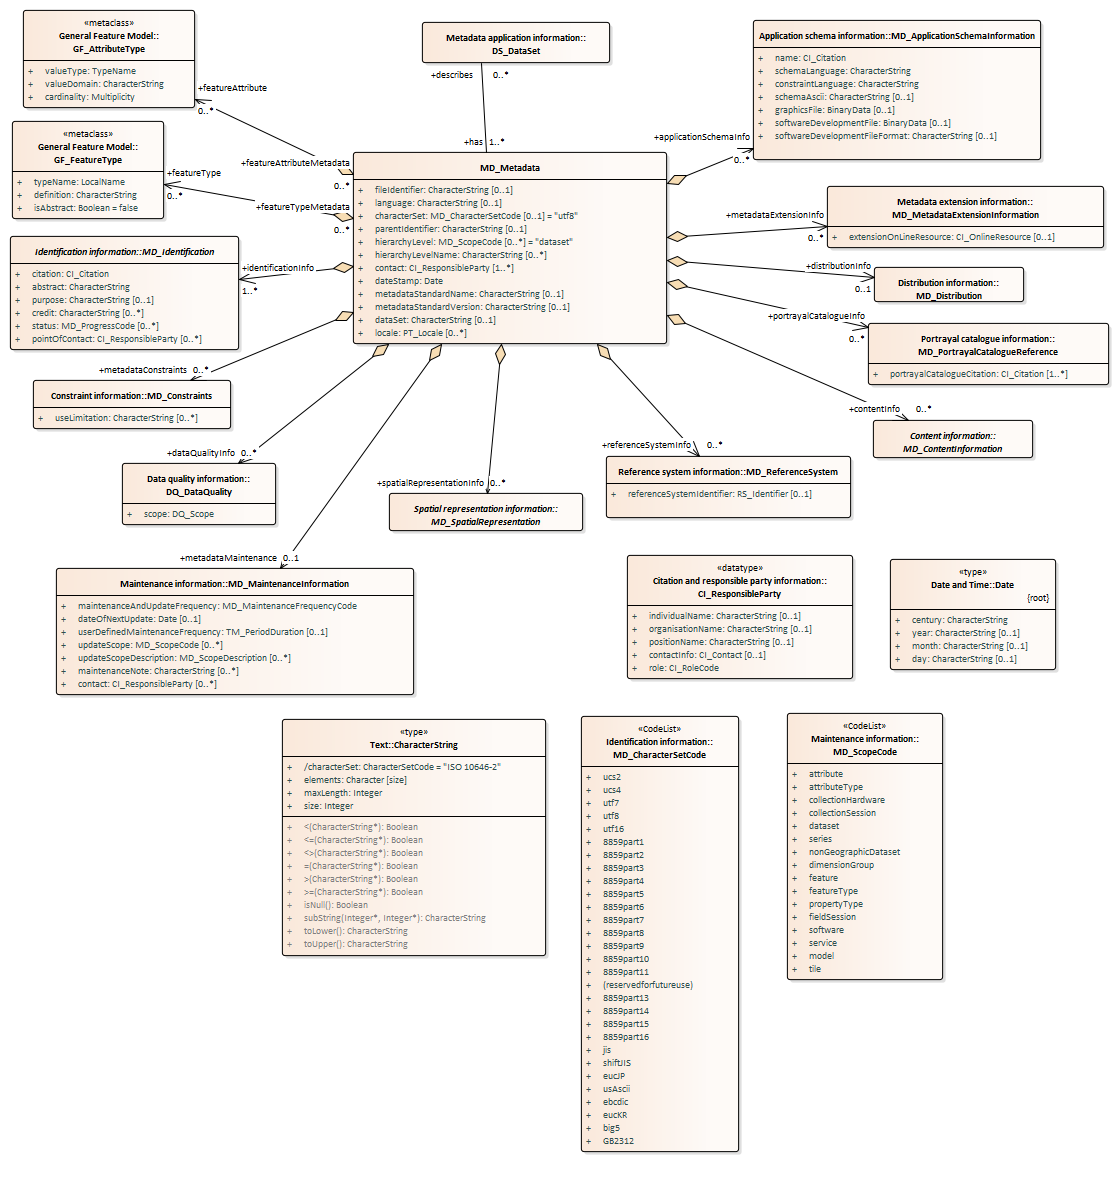 «metaclass»
General Feature Model::
GF_AttributeType
+ valueType: TypeName
+ valueDomain: CharacterString
+ cardinality: Multiplicity
Metadata application information::
DS_DataSet
Application schema information::MD_ApplicationSchemaInformation
+ name: CI_Citation
+ schemaLanguage: CharacterString
+ constraintLanguage: CharacterString
+ schemaAscii: CharacterString [0..1]
+ graphicsFile: BinaryData [0..1]
+ softwareDevelopmentFile: BinaryData [0..1]
+ softwareDevelopmentFileFormat: CharacterString [0..1]
+describes 0..*
+featureAttribute
0..*
+has 1..*
+applicationSchemaInfo
0..*
«metaclass»
General Feature Model::
GF_FeatureType
+ typeName: LocalName
+ definition: CharacterString
+ isAbstract: Boolean = false
+featureAttributeMetadata
0..*
+featureType
0..*
+featureTypeMetadata
0..*
MD_Metadata
+ fileIdentifier: CharacterString [0..1]
+ language: CharacterString [0..1]
+ characterSet: MD_CharacterSetCode [0..1] = "utf8"
+ parentIdentifier: CharacterString [0..1]
+ hierarchyLevel: MD_ScopeCode [0..*] = "dataset"
+ hierarchyLevelName: CharacterString [0..*]
+ contact: CI_ResponsibleParty [1..*]
+ dateStamp: Date
+ metadataStandardName: CharacterString [0..1]
+ metadataStandardVersion: CharacterString [0..1]
+ dataSet: CharacterString [0..1]
+ locale: PT_Locale [0..*]
Metadata extension information::
MD_MetadataExtensionInformation
+ extensionOnLineResource: CI_OnlineResource [0..1]
+metadataExtensionInfo
0..*
Identification information::MD_Identification
+ citation: CI_Citation
+ abstract: CharacterString
+ purpose: CharacterString [0..1]
+ credit: CharacterString [0..*]
+ status: MD_ProgressCode [0..*]
+ pointOfContact: CI_ResponsibleParty [0..*]
+identificationInfo
1..*
+distributionInfo
0..1
Distribution information::
MD_Distribution
+portrayalCatalogueInfo
0..*
Portrayal catalogue information::
MD_PortrayalCatalogueReference
+ portrayalCatalogueCitation: CI_Citation [1..*]
+metadataConstraints 0..*
Constraint information::MD_Constraints
+ useLimitation: CharacterString [0..*]
+contentInfo 0..*
Content information::
MD_ContentInformation
+dataQualityInfo 0..*
Data quality information::
DQ_DataQuality
+ scope: DQ_Scope
+referenceSystemInfo 0..*
Reference system information::MD_ReferenceSystem
+ referenceSystemIdentifier: RS_Identifier [0..1]
+spatialRepresentationInfo 0..*
Spatial representation information::
MD_SpatialRepresentation
+metadataMaintenance 0..1
Maintenance information::MD_MaintenanceInformation
+ maintenanceAndUpdateFrequency: MD_MaintenanceFrequencyCode
+ dateOfNextUpdate: Date [0..1]
+ userDefinedMaintenanceFrequency: TM_PeriodDuration [0..1]
+ updateScope: MD_ScopeCode [0..*]
+ updateScopeDescription: MD_ScopeDescription [0..*]
+ maintenanceNote: CharacterString [0..*]
+ contact: CI_ResponsibleParty [0..*]
«datatype»
Citation and responsible party information::
CI_ResponsibleParty
+ individualName: CharacterString [0..1]
+ organisationName: CharacterString [0..1]
+ positionName: CharacterString [0..1]
+ contactInfo: CI_Contact [0..1]
+ role: CI_RoleCode
«type»
Date and Time::Date
{root}
+ century: CharacterString
+ year: CharacterString [0..1]
+ month: CharacterString [0..1]
+ day: CharacterString [0..1]
«type»
Text::CharacterString
+ /characterSet: CharacterSetCode = "ISO 10646-2"
+ elements: Character [size]
+ maxLength: Integer
+ size: Integer
+ <(CharacterString*): Boolean
+ <=(CharacterString*): Boolean
+ <>(CharacterString*): Boolean
+ =(CharacterString*): Boolean
+ >(CharacterString*): Boolean
+ >=(CharacterString*): Boolean
+ isNull(): Boolean
+ subString(Integer*, Integer*): CharacterString
+ toLower(): CharacterString
+ toUpper(): CharacterString
«CodeList»
Identification information::
MD_CharacterSetCode
+ ucs2
+ ucs4
+ utf7
+ utf8
+ utf16
+ 8859part1
+ 8859part2
+ 8859part3
+ 8859part4
+ 8859part5
+ 8859part6
+ 8859part7
+ 8859part8
+ 8859part9
+ 8859part10
+ 8859part11
+ (reservedforfutureuse)
+ 8859part13
+ 8859part14
+ 8859part15
+ 8859part16
+ jis
+ shiftJIS
+ eucJP
+ usAscii
+ ebcdic
+ eucKR
+ big5
+ GB2312
«CodeList»
Maintenance information::
MD_ScopeCode
+ attribute
+ attributeType
+ collectionHardware
+ collectionSession
+ dataset
+ series
+ nonGeographicDataset
+ dimensionGroup
+ feature
+ featureType
+ propertyType
+ fieldSession
+ software
+ service
+ model
+ tile